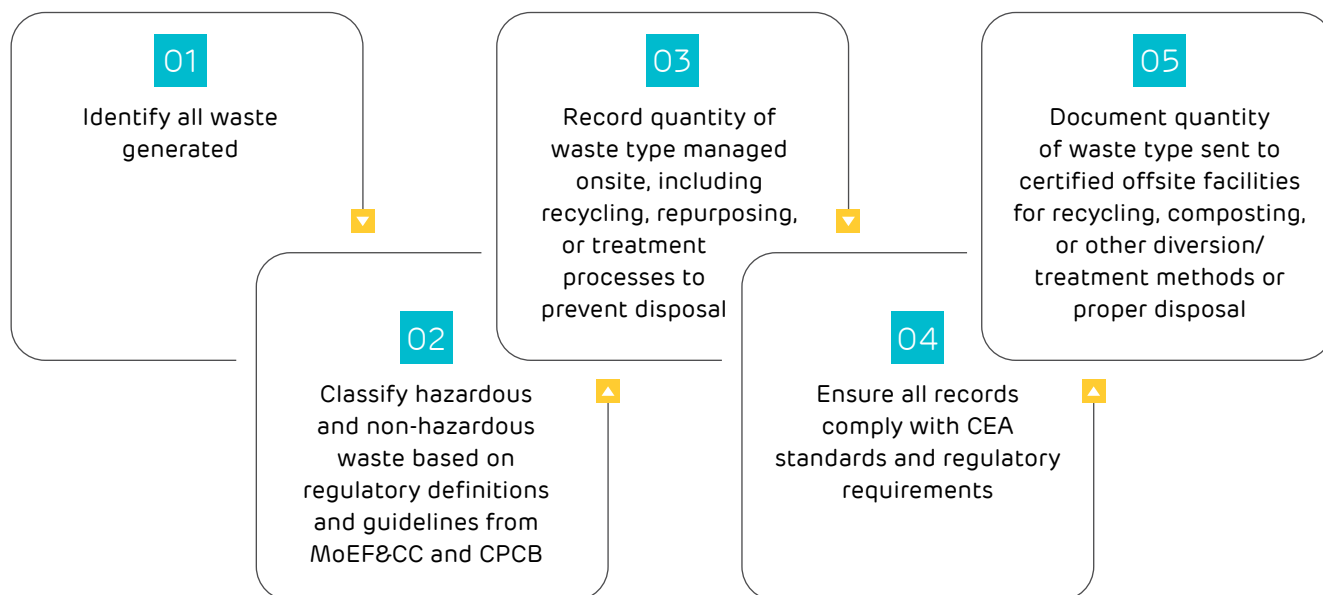 01
Identify all waste
generated
02
Classify hazardous
and non-hazardous
waste based on
regulatory definitions
and guidelines from
MoEF&CC and CPCB
03
Record quantity of
waste type managed
onsite, including
recycling, repurposing,
or treatment
processes to
prevent disposal
04
Ensure all records
comply with CEA
standards and regulatory
requirements
05
Document quantity
of waste type sent to
certified offsite facilities
for recycling, composting,
or other diversion/
treatment methods or
proper disposal